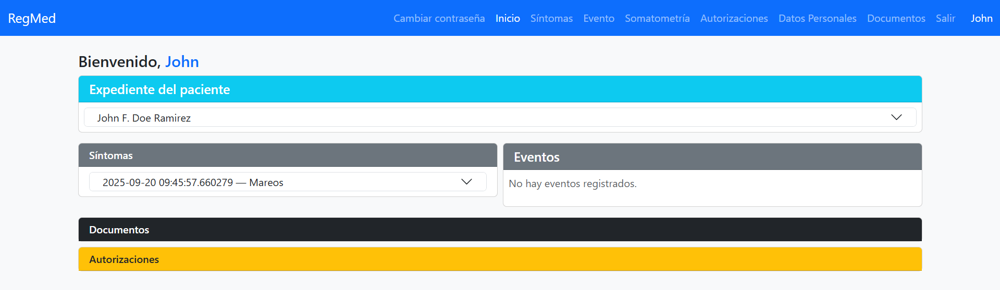 RegMed Cambiar contraseña Inicio Síntomas Evento Somatometría Autorizaciones Datos Personales Documentos Salir John
Bienvenido, John
Expediente del paciente
John F. Doe Ramirez
Síntomas
2025-09-20 09:45:57.660279 — Mareos
Eventos
No hay eventos registrados.
Documentos
Autorizaciones